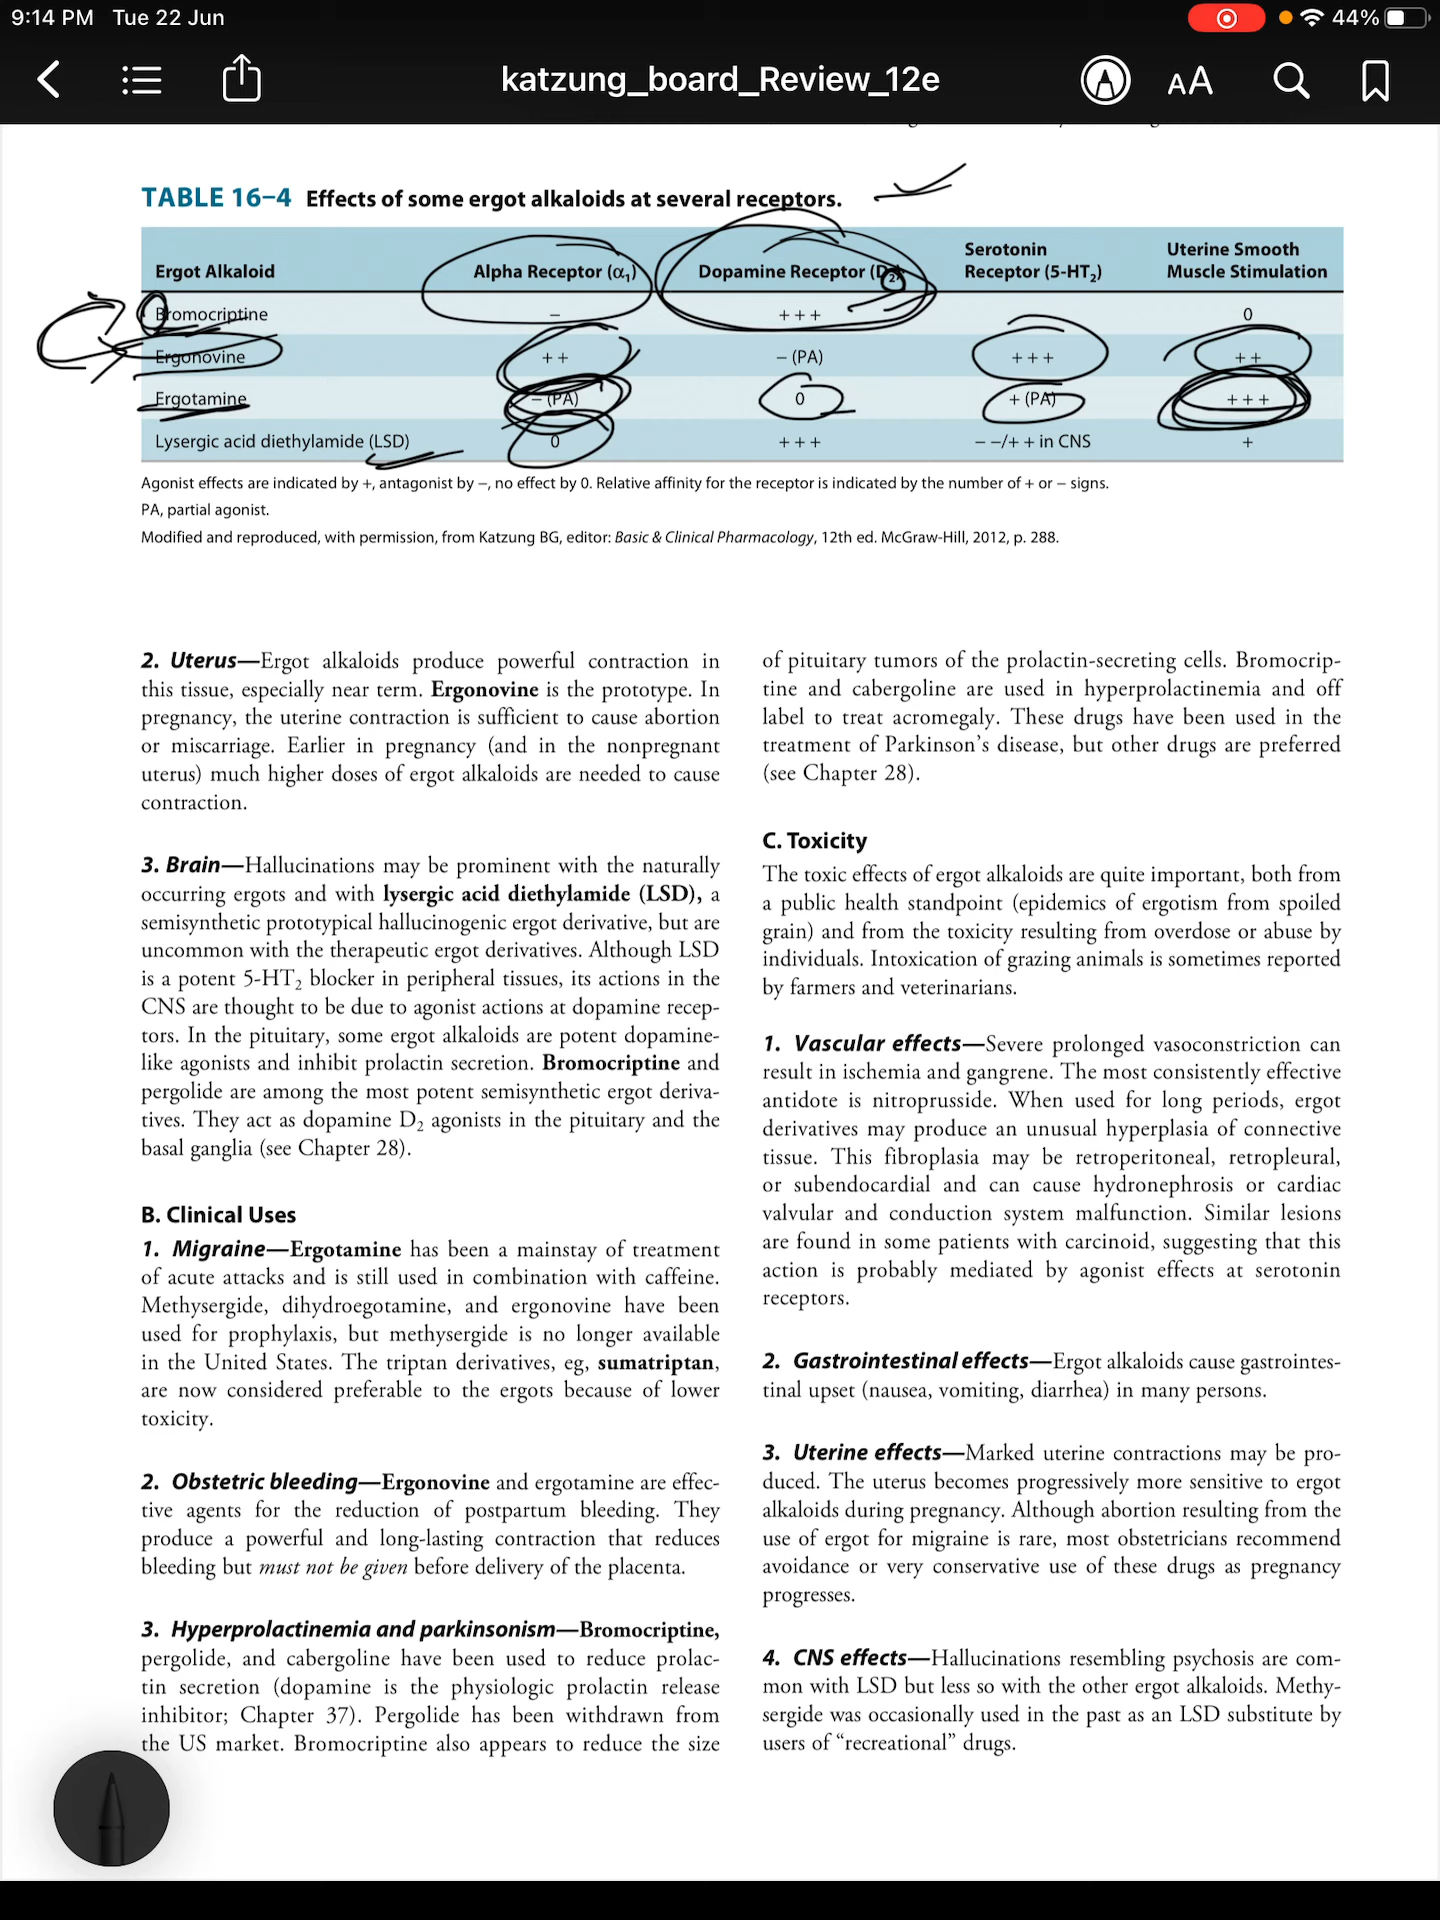 9:14 PM Tue 22 Jun
44%
katzung_board_Review_12e
AA
TABLE 16–4 Effects of some ergot alkaloids at several receptors.
Ergot Alkaloid Alpha Receptor (α1) Dopamine Receptor (D2) Serotonin Receptor (5-HT2) Uterine Smooth Muscle Stimulation
Bromocriptine − +++ 0
Ergonovine ++ − (PA) +++ ++
Ergotamine − (PA) 0 + (PA) +++
Lysergic acid diethylamide (LSD) 0 +++ − −/+ + in CNS +
Agonist effects are indicated by +, antagonist by −, no effect by 0. Relative affinity for the receptor is indicated by the number of + or − signs.
PA, partial agonist.
Modified and reproduced, with permission, from Katzung BG, editor: Basic & Clinical Pharmacology, 12th ed. McGraw-Hill, 2012, p. 288.
2. Uterus—Ergot alkaloids produce powerful contraction in
this tissue, especially near term. Ergonovine is the prototype. In
pregnancy, the uterine contraction is sufficient to cause abortion
or miscarriage. Earlier in pregnancy (and in the nonpregnant
uterus) much higher doses of ergot alkaloids are needed to cause
contraction.
3. Brain—Hallucinations may be prominent with the naturally
occurring ergots and with lysergic acid diethylamide (LSD), a
semisynthetic prototypical hallucinogenic ergot derivative, but are
uncommon with the therapeutic ergot derivatives. Although LSD
is a potent 5-HT2 blocker in peripheral tissues, its actions in the
CNS are thought to be due to agonist actions at dopamine recep-
tors. In the pituitary, some ergot alkaloids are potent dopamine-
like agonists and inhibit prolactin secretion. Bromocriptine and
pergolide are among the most potent semisynthetic ergot deriva-
tives. They act as dopamine D2 agonists in the pituitary and the
basal ganglia (see Chapter 28).
B. Clinical Uses
1. Migraine—Ergotamine has been a mainstay of treatment
of acute attacks and is still used in combination with caffeine.
Methysergide, dihydroegotamine, and ergonovine have been
used for prophylaxis, but methysergide is no longer available
in the United States. The triptan derivatives, eg, sumatriptan,
are now considered preferable to the ergots because of lower
toxicity.
2. Obstetric bleeding—Ergonovine and ergotamine are effec-
tive agents for the reduction of postpartum bleeding. They
produce a powerful and long-lasting contraction that reduces
bleeding but must not be given before delivery of the placenta.
3. Hyperprolactinemia and parkinsonism—Bromocriptine,
pergolide, and cabergoline have been used to reduce prolac-
tin secretion (dopamine is the physiologic prolactin release
inhibitor; Chapter 37). Pergolide has been withdrawn from
the US market. Bromocriptine also appears to reduce the size
of pituitary tumors of the prolactin-secreting cells. Bromocrip-
tine and cabergoline are used in hyperprolactinemia and off
label to treat acromegaly. These drugs have been used in the
treatment of Parkinson's disease, but other drugs are preferred
(see Chapter 28).
C. Toxicity
The toxic effects of ergot alkaloids are quite important, both from
a public health standpoint (epidemics of ergotism from spoiled
grain) and from the toxicity resulting from overdose or abuse by
individuals. Intoxication of grazing animals is sometimes reported
by farmers and veterinarians.
1. Vascular effects—Severe prolonged vasoconstriction can
result in ischemia and gangrene. The most consistently effective
antidote is nitroprusside. When used for long periods, ergot
derivatives may produce an unusual hyperplasia of connective
tissue. This fibroplasia may be retroperitoneal, retropleural,
or subendocardial and can cause hydronephrosis or cardiac
valvular and conduction system malfunction. Similar lesions
are found in some patients with carcinoid, suggesting that this
action is probably mediated by agonist effects at serotonin
receptors.
2. Gastrointestinal effects—Ergot alkaloids cause gastrointes-
tinal upset (nausea, vomiting, diarrhea) in many persons.
3. Uterine effects—Marked uterine contractions may be pro-
duced. The uterus becomes progressively more sensitive to ergot
alkaloids during pregnancy. Although abortion resulting from the
use of ergot for migraine is rare, most obstetricians recommend
avoidance or very conservative use of these drugs as pregnancy
progresses.
4. CNS effects—Hallucinations resembling psychosis are com-
mon with LSD but less so with the other ergot alkaloids. Methy-
sergide was occasionally used in the past as an LSD substitute by
users of "recreational" drugs.